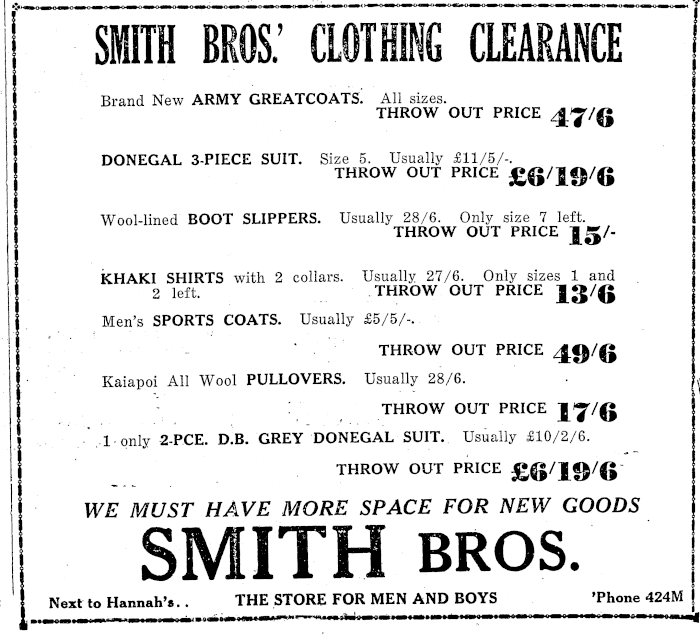 SMITH BROS.' CLOTHING CLEARANCE
Brand New ARMY GREATCOATS. All sizes.
THROW OUT PRICE 47/6
DONEGAL 3-PIECE SUIT. Size 5. Usually £11/5/-.
THROW OUT PRICE £6/19/6
Wool-lined BOOT SLIPPERS. Usually 28/6. Only size 7 left.
THROW OUT PRICE 15/-
KHAKI SHIRTS with 2 collars. Usually 27/6. Only sizes 1 and
2 left. THROW OUT PRICE 13/6
Men's SPORTS COATS. Usually £5/5/-.
THROW OUT PRICE 49/6
Kaiapoi All Wool PULLOVERS. Usually 28/6.
THROW OUT PRICE 17/6
1 only 2-PCE. D.B. GREY DONEGAL SUIT. Usually £10/2/6.
THROW OUT PRICE £6/19/6
WE MUST HAVE MORE SPACE FOR NEW GOODS
SMITH BROS.
Next to Hannah's.. THE STORE FOR MEN AND BOYS 'Phone 424M